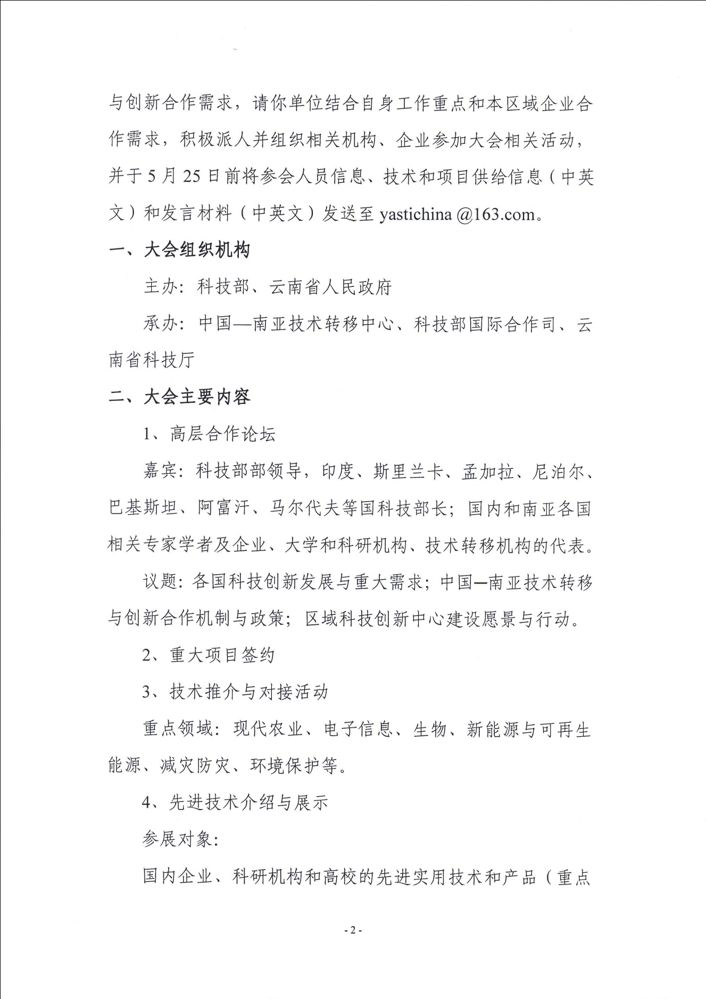 与创新合作需求，请你单位结合自身工作重点和本区域企业合
作需求，积极派人并组织相关机构、企业参加大会相关活动，
并于 5 月 25 日前将参会人员信息、技术和项目供给信息（中英
文）和发言材料（中英文）发送至 yastichina @163.com。
一、大会组织机构
主办：科技部、云南省人民政府
承办：中国—南亚技术转移中心、科技部国际合作司、云
南省科技厅
二、大会主要内容
1、高层合作论坛
嘉宾：科技部部领导，印度、斯里兰卡、孟加拉、尼泊尔、
巴基斯坦、阿富汗、马尔代夫等国科技部长；国内和南亚各国
相关专家学者及企业、大学和科研机构、技术转移机构的代表。
议题：各国科技创新发展与重大需求；中国—南亚技术转移
与创新合作机制与政策；区域科技创新中心建设愿景与行动。
2、重大项目签约
3、技术推介与对接活动
重点领域：现代农业、电子信息、生物、新能源与可再生
能源、减灾防灾、环境保护等。
4、先进技术介绍与展示
参展对象：
国内企业、科研机构和高校的先进实用技术和产品（重点
- 2 -